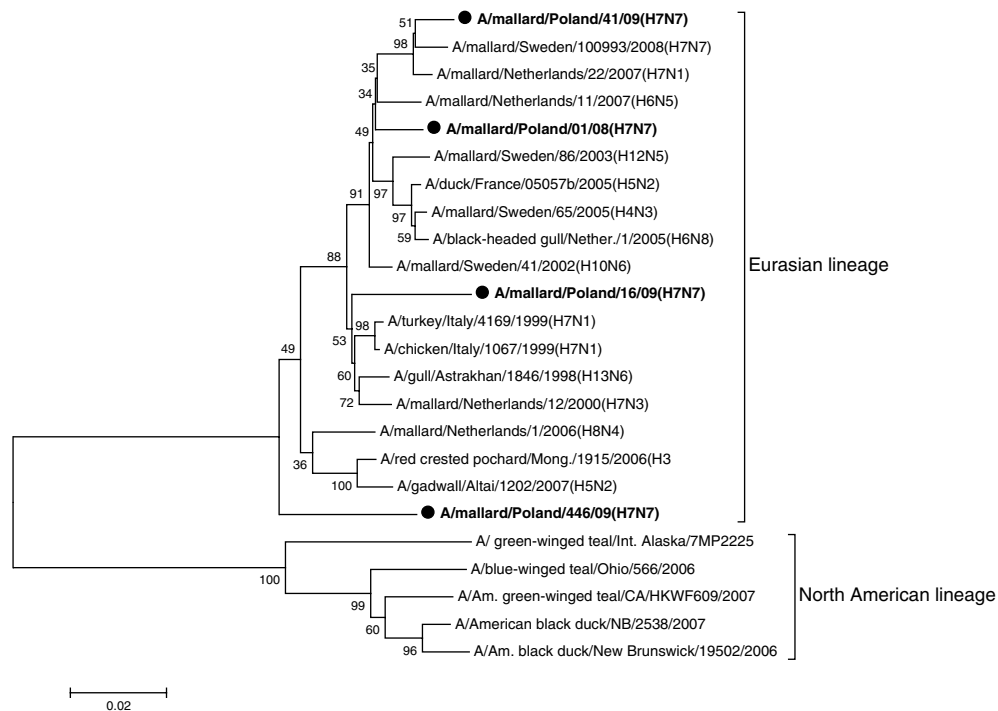 51
A/mallard/Poland/41/09(H7N7)
98
A/mallard/Sweden/100993/2008(H7N7)
35
A/mallard/Netherlands/22/2007(H7N1)
34
A/mallard/Netherlands/11/2007(H6N5)
49
A/mallard/Poland/01/08(H7N7)
A/mallard/Sweden/86/2003(H12N5)
91
97
A/duck/France/05057b/2005(H5N2)
97
A/mallard/Sweden/65/2005(H4N3)
59
A/black-headed gull/Nether./1/2005(H6N8)
88
A/mallard/Sweden/41/2002(H10N6)
Eurasian lineage
A/mallard/Poland/16/09(H7N7)
98
A/turkey/Italy/4169/1999(H7N1)
53
A/chicken/Italy/1067/1999(H7N1)
49
60
A/gull/Astrakhan/1846/1998(H13N6)
72
A/mallard/Netherlands/12/2000(H7N3)
A/mallard/Netherlands/1/2006(H8N4)
36
A/red crested pochard/Mong./1915/2006(H3
100
A/gadwall/Altai/1202/2007(H5N2)
A/mallard/Poland/446/09(H7N7)
A/ green-winged teal/Int. Alaska/7MP2225
100
A/blue-winged teal/Ohio/566/2006
99
A/Am. green-winged teal/CA/HKWF609/2007
North American lineage
60
A/American black duck/NB/2538/2007
96
A/Am. black duck/New Brunswick/19502/2006
0.02